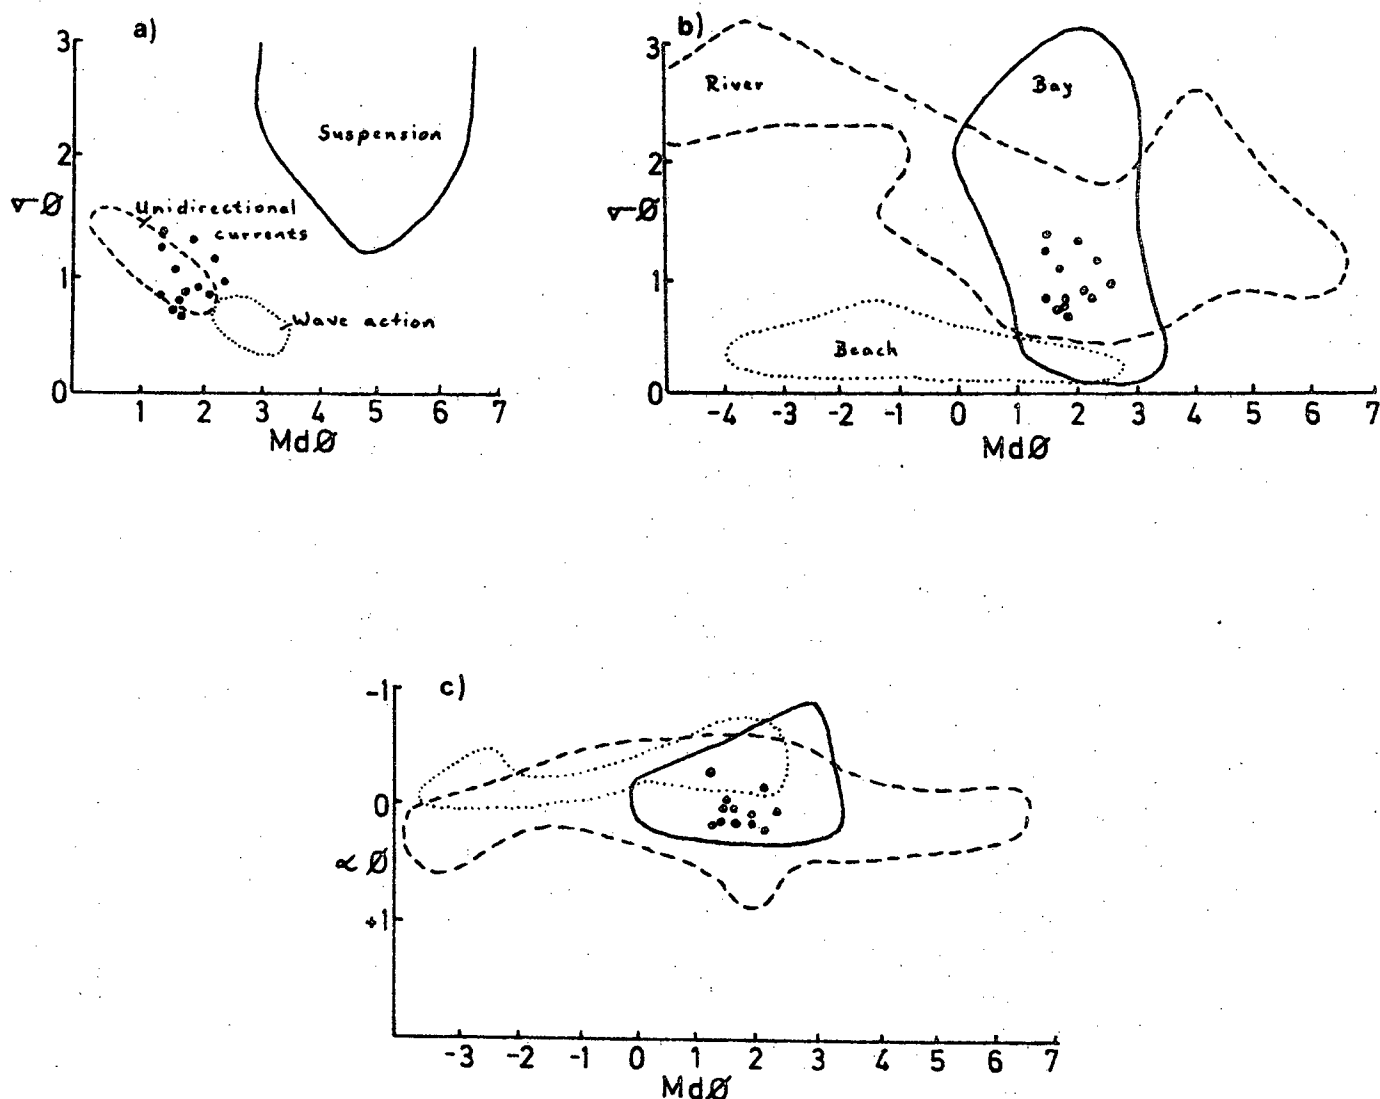 a)
3
2
σØ
1
0
Suspension
Unidirectional
currents
Wave action
1 2 3 4 5 6 7
MdØ
b)
3
2
σØ
1
0
River
Bay
Beach
-4 -3 -2 -1 0 1 2 3 4 5 6 7
MdØ
c)
-1
0
∝ Ø
+1
-3 -2 -1 0 1 2 3 4 5 6 7
MdØ